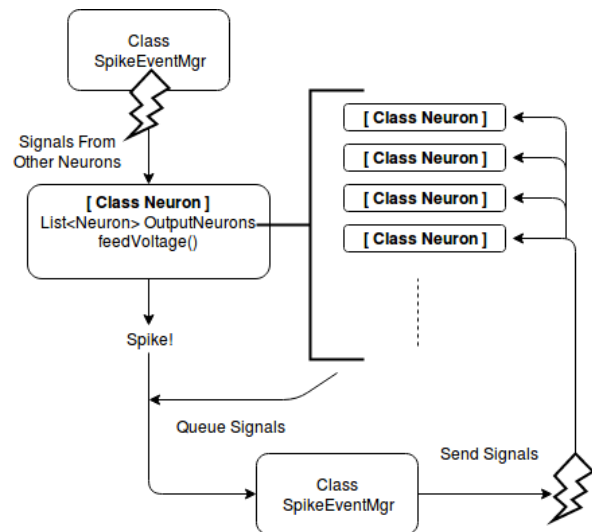 Class
SpikeEventMgr
Signals From
Other Neurons
[ Class Neuron ]
List<Neuron> OutputNeurons
feedVoltage()
[ Class Neuron ]
[ Class Neuron ]
[ Class Neuron ]
[ Class Neuron ]
Spike!
Queue Signals
Send Signals
Class
SpikeEventMgr